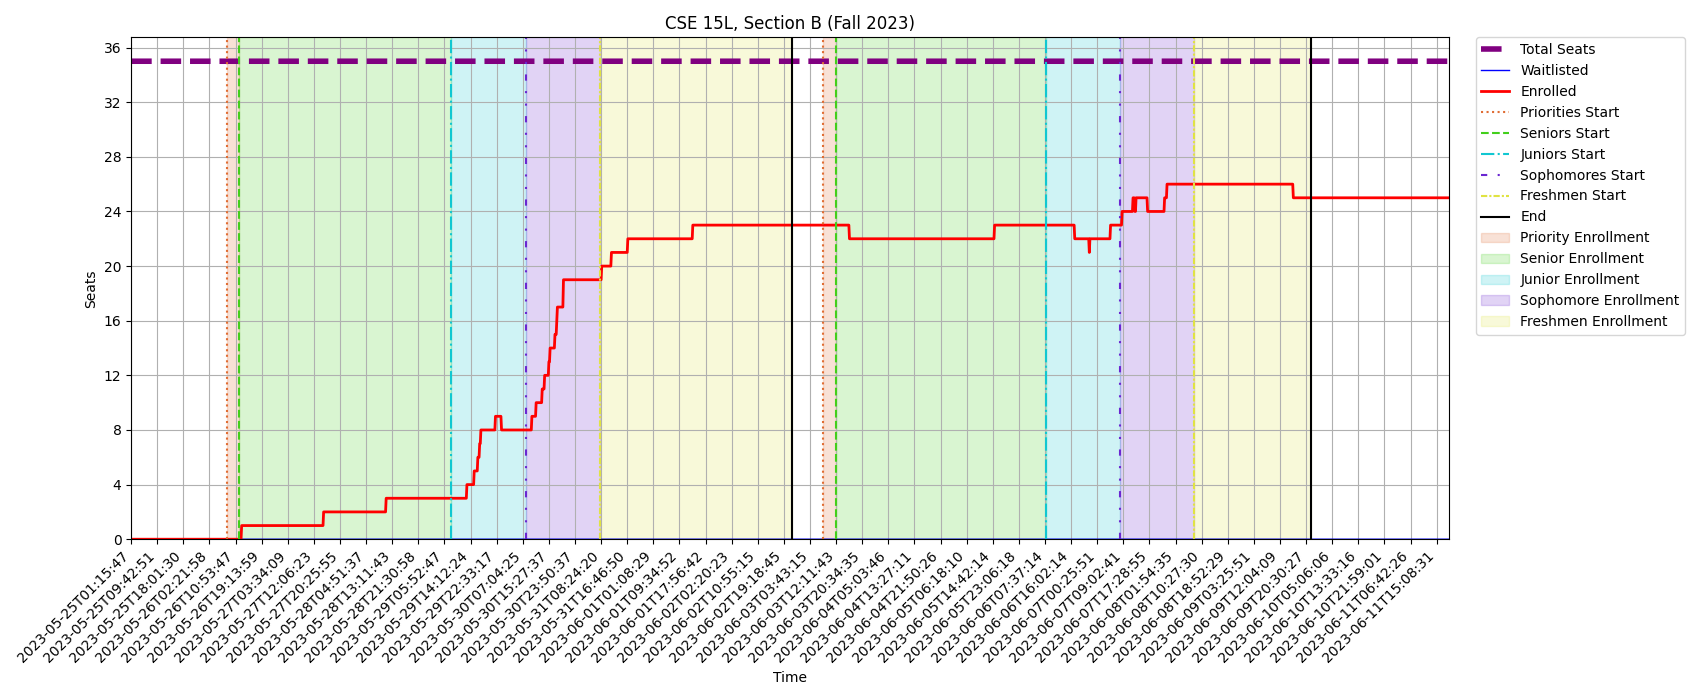 CSE 15L, Section B (Fall 2023)
36
32
28
24
20
16
12
8
4
0
Seats
2023-05-25T01:15:47
2023-05-25T09:42:51
2023-05-25T18:01:30
2023-05-26T02:21:58
2023-05-26T10:53:47
2023-05-26T19:13:59
2023-05-27T03:34:09
2023-05-27T12:06:23
2023-05-27T20:25:55
2023-05-28T04:51:37
2023-05-28T13:11:43
2023-05-28T21:30:58
2023-05-29T05:52:47
2023-05-29T14:12:24
2023-05-29T22:33:17
2023-05-30T07:04:25
2023-05-30T15:27:37
2023-05-30T23:50:37
2023-05-31T08:24:20
2023-05-31T16:46:50
2023-06-01T01:08:29
2023-06-01T09:34:52
2023-06-01T17:56:42
2023-06-02T02:20:23
2023-06-02T10:55:15
2023-06-02T19:18:45
2023-06-03T03:43:15
2023-06-03T12:11:43
2023-06-03T20:34:35
2023-06-04T05:03:46
2023-06-04T13:27:11
2023-06-04T21:50:26
2023-06-05T06:18:10
2023-06-05T14:42:14
2023-06-05T23:06:18
2023-06-06T07:37:14
2023-06-06T16:02:14
2023-06-07T00:25:51
2023-06-07T09:02:41
2023-06-07T17:28:55
2023-06-08T01:54:35
2023-06-08T10:27:30
2023-06-08T18:52:29
2023-06-09T03:25:51
2023-06-09T12:04:09
2023-06-09T20:30:27
2023-06-10T05:06:06
2023-06-10T13:33:16
2023-06-10T21:59:01
2023-06-11T06:42:26
2023-06-11T15:08:31
Time
Total Seats
Waitlisted
Enrolled
Priorities Start
Seniors Start
Juniors Start
Sophomores Start
Freshmen Start
End
Priority Enrollment
Senior Enrollment
Junior Enrollment
Sophomore Enrollment
Freshmen Enrollment